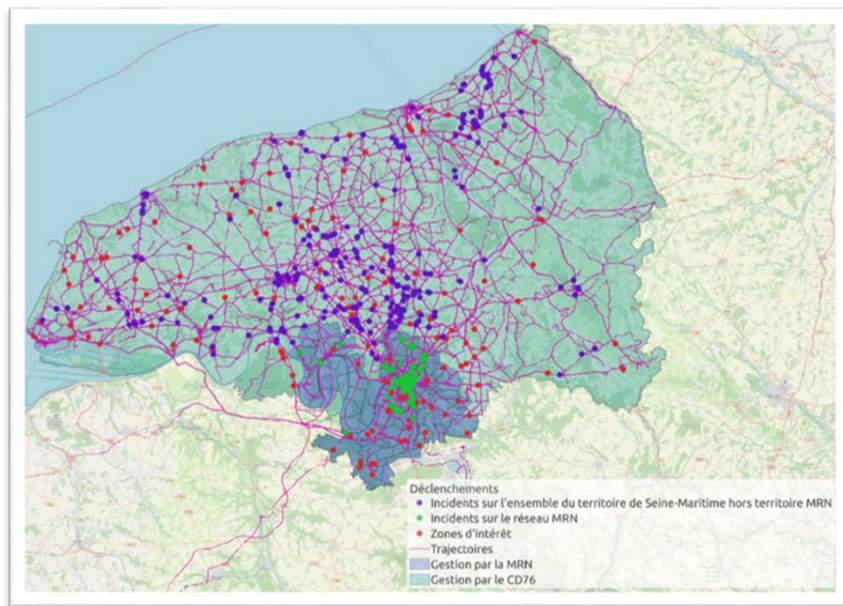 Déclenchements
Incidents sur l'ensemble du territoire de Seine-Maritime hors territoire MRN
Incidents sur le réseau MRN
Zones d'intérêt
Trajectoires
Gestion par la MRN
Gestion par le CD76